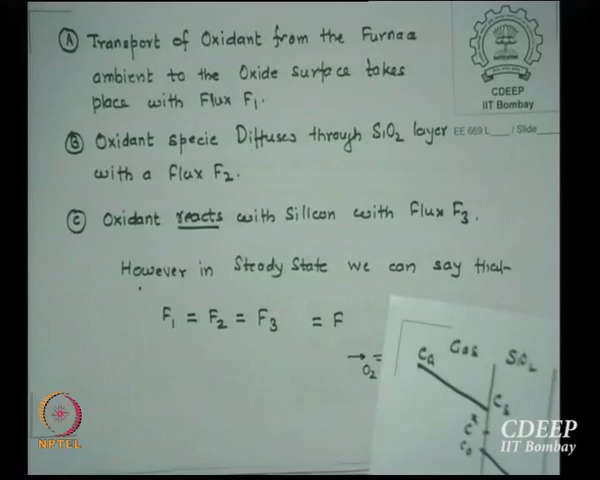 Ⓐ Transport of Oxidant from the Furnace
ambient to the Oxide surface takes
place with Flux F₁.
Ⓑ Oxidant specie Diffuses through SiO₂ layer
with a flux F₂.
Ⓒ Oxidant reacts with Silicon with Flux F₃.
However in Steady State we can say that
F₁ = F₂ = F₃ = F
→ =
O₂
CG Gas SiO₂
Cs
C*
Co
CDEEP
IIT Bombay
EE 669 L____ / Slide____
NPTEL
CDEEP
IIT Bombay